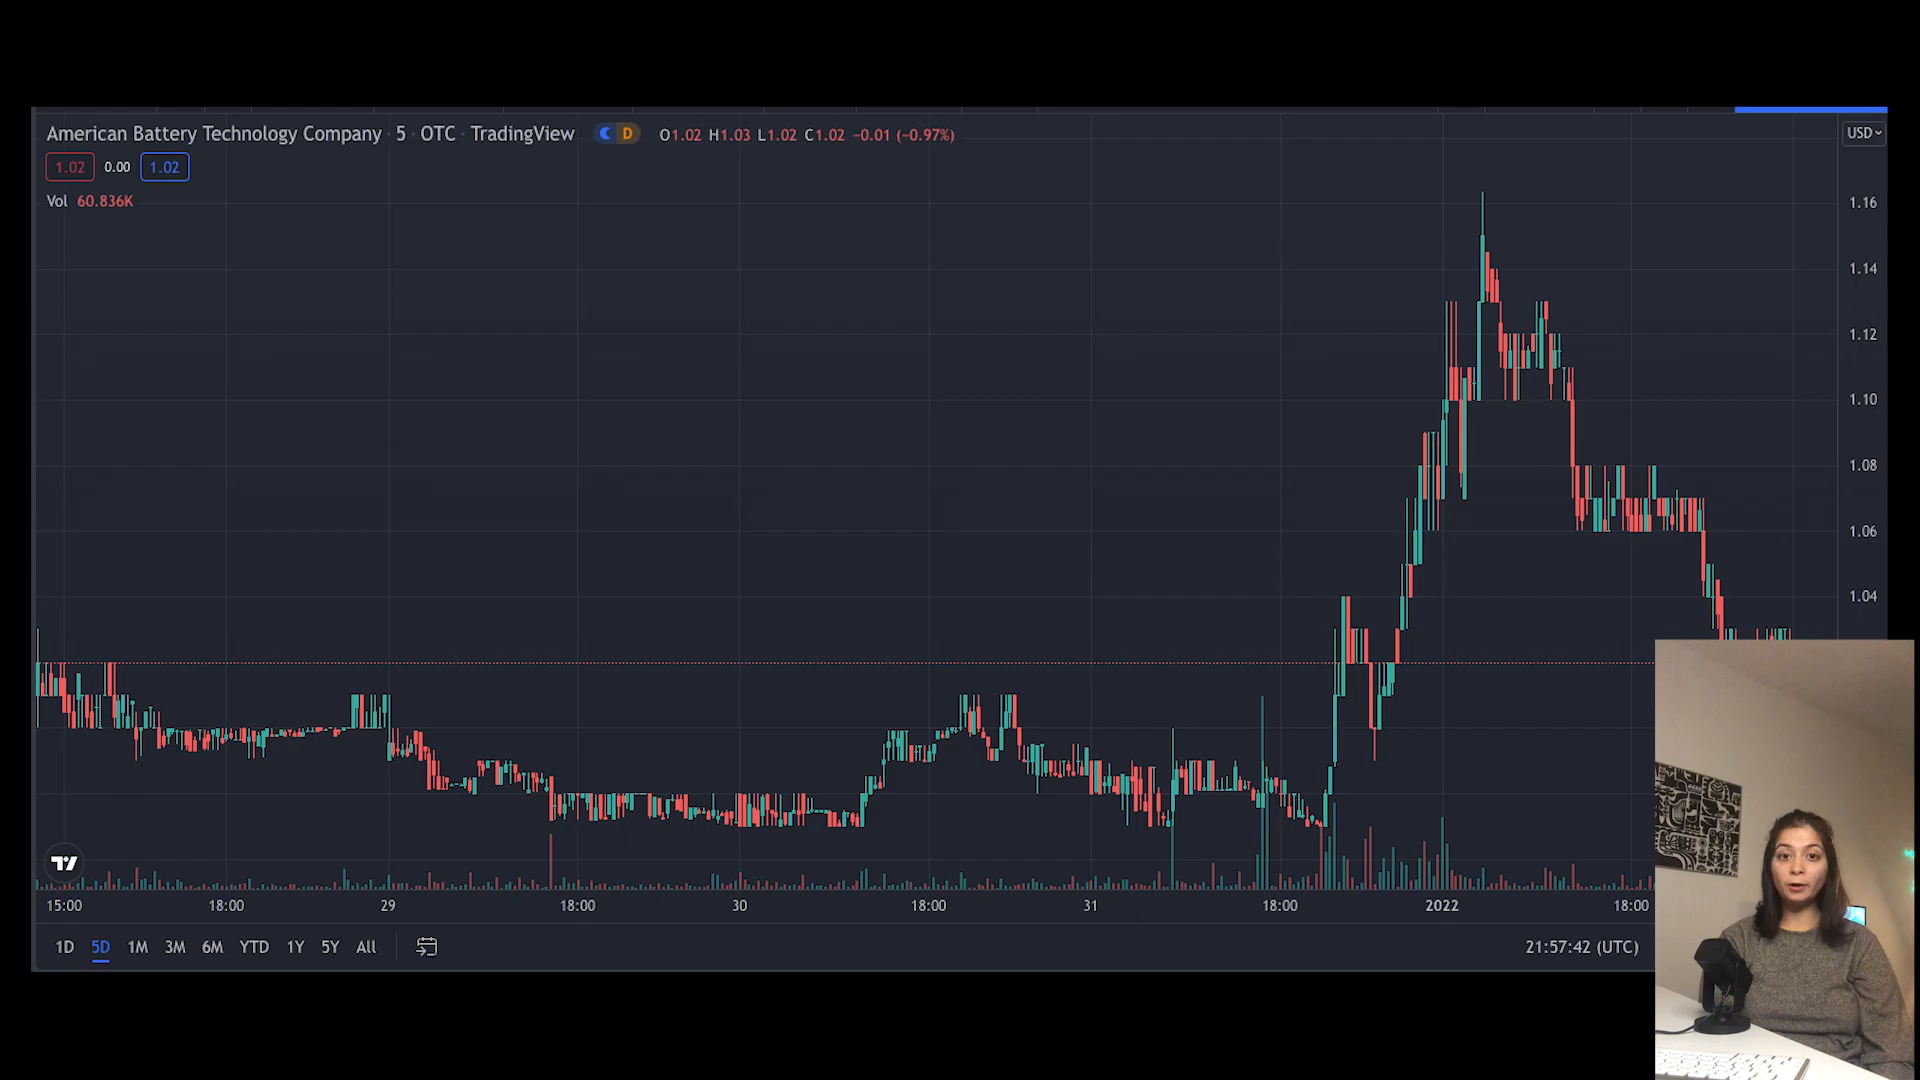 American Battery Technology Company · 5 · OTC · TradingView D O1.02 H1.03 L1.02 C1.02 −0.01 (−0.97%) USD
1.02 0.00 1.02
Vol 60.836K
1.16
1.14
1.12
1.10
1.08
1.06
1.04
15:00 18:00 29 18:00 30 18:00 31 18:00 2022 18:00
1D 5D 1M 3M 6M YTD 1Y 5Y All 21:57:42 (UTC)